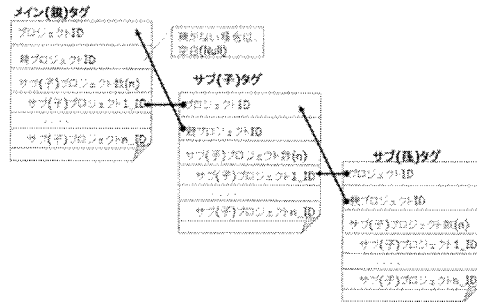 メイン(親)タグ
プロジェクトID
親プロジェクトID
サブ(子)プロジェクト数(n)
サブ(子)プロジェクト1_ID
....
サブ(子)プロジェクトn_ID
親がない場合は、
空白(Null)
サブ(子)タグ
プロジェクトID
親プロジェクトID
サブ(子)プロジェクト数(n)
サブ(子)プロジェクト1_ID
....
サブ(子)プロジェクトn_ID
サブ(孫)タグ
プロジェクトID
親プロジェクトID
サブ(子)プロジェクト数(n)
サブ(子)プロジェクト1_ID
....
サブ(子)プロジェクトn_ID